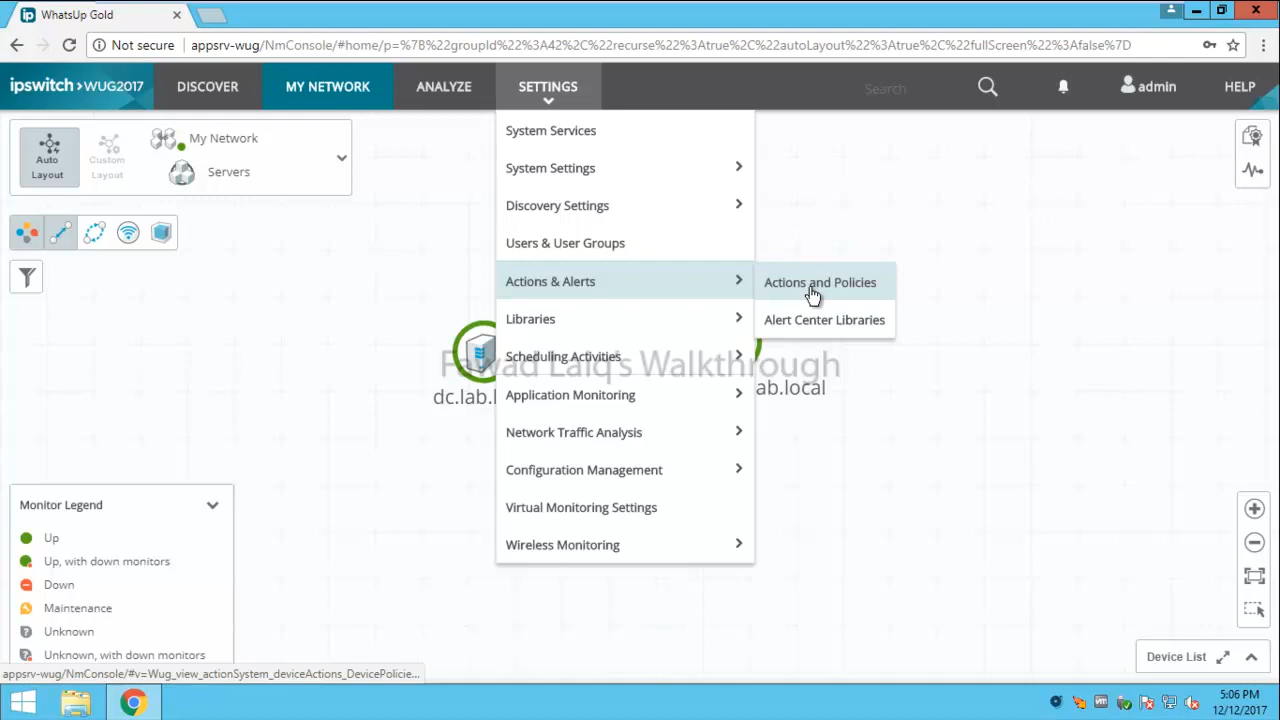 WhatsUp Gold
Not secure
appsrv-wug/NmConsole/#home/p=%7B%22groupId%22%3A42%2C%22recurse%22%3Atrue%2C%22autoLayout%22%3Atrue%2C%22fullScreen%22%3Afalse%7D
ipswitch >WUG2017
DISCOVER
MY NETWORK
ANALYZE
SETTINGS
Search
admin
HELP
Auto
Layout
Custom
Layout
My Network
Servers
System Services
System Settings
Discovery Settings
Users & User Groups
Actions & Alerts
Libraries
Scheduling Activities
Application Monitoring
Network Traffic Analysis
Configuration Management
Virtual Monitoring Settings
Wireless Monitoring
Actions and Policies
Alert Center Libraries
Fawad Laiq's Walkthrough
dc.lab.l
ab.local
Monitor Legend
Up
Up, with down monitors
Down
Maintenance
Unknown
Unknown, with down monitors
Device List
appsrv-wug/NmConsole/#v=Wug_view_actionSystem_deviceActions_DevicePolicie...
5:06 PM
12/12/2017